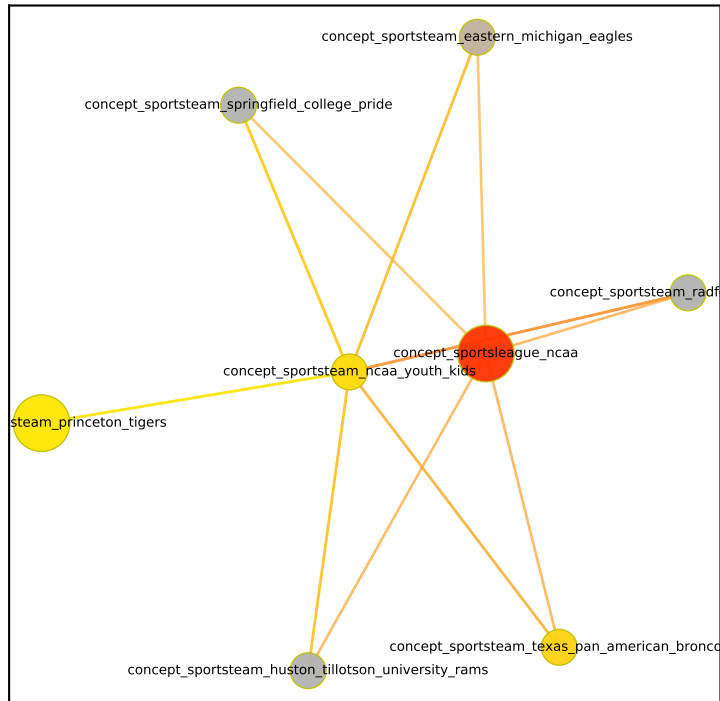 concept_sportsteam_eastern_michigan_eagles
concept_sportsteam_springfield_college_pride
concept_sportsteam_radf
concept_sportsleague_ncaa
concept_sportsteam_ncaa_youth_kids
steam_princeton_tigers
concept_sportsteam_texas_pan_american_bronco
concept_sportsteam_huston_tillotson_university_rams